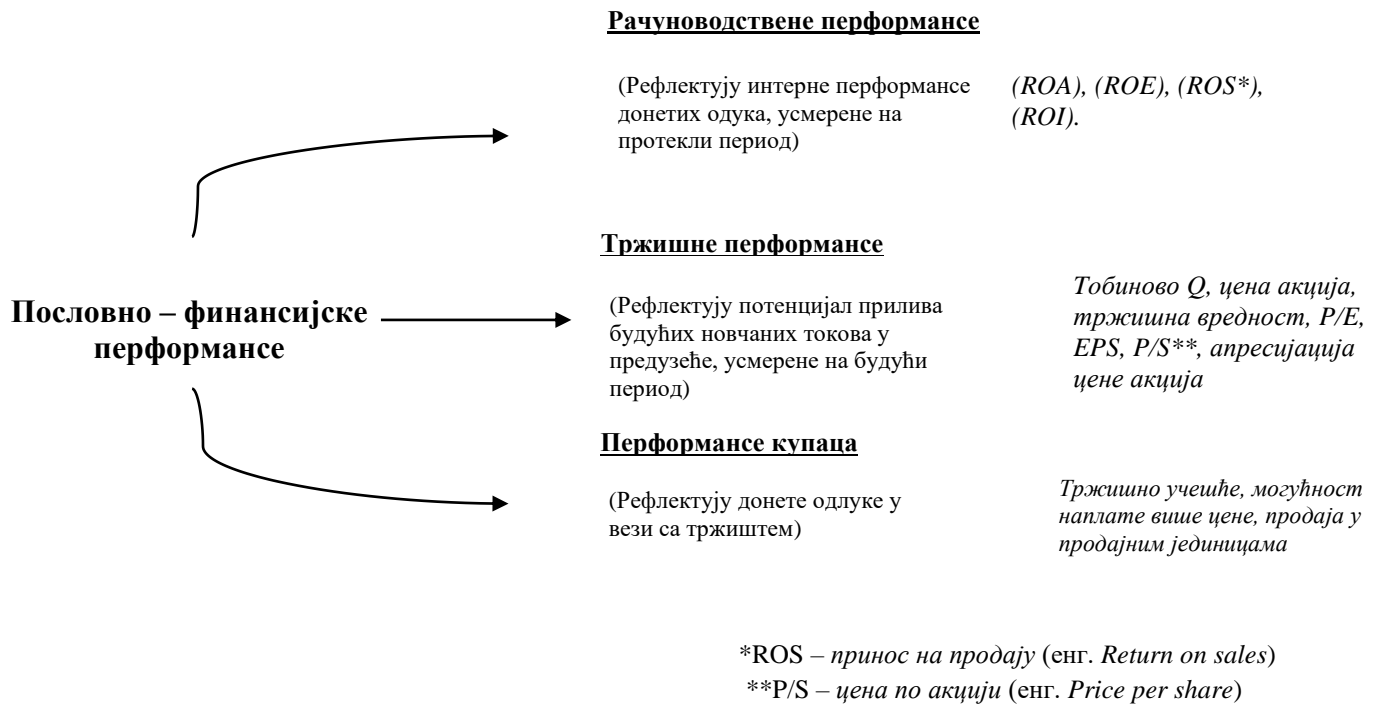 Рачуноводствене перформансе
(Рефлектују интерне перформансе
донетих одука, усмерене на
протекли период)
(ROA), (ROE), (ROS*),
(ROI).
Тржишне перформансе
Пословно – финансијске
перформансе
(Рефлектују потенцијал прилива
будућих новчаних токова у
предузеће, усмерене на будући
период)
Тобиново Q, цена акција,
тржишна вредност, P/E,
EPS, P/S**, апресијација
цене акција
Перформансе купаца
(Рефлектују донете одлуке у
вези са тржиштем)
Тржишно учешће, могућност
наплате више цене, продаја у
продајним јединицама
*ROS – принос на продају (енг. Return on sales)
**P/S – цена по акцији (енг. Price per share)